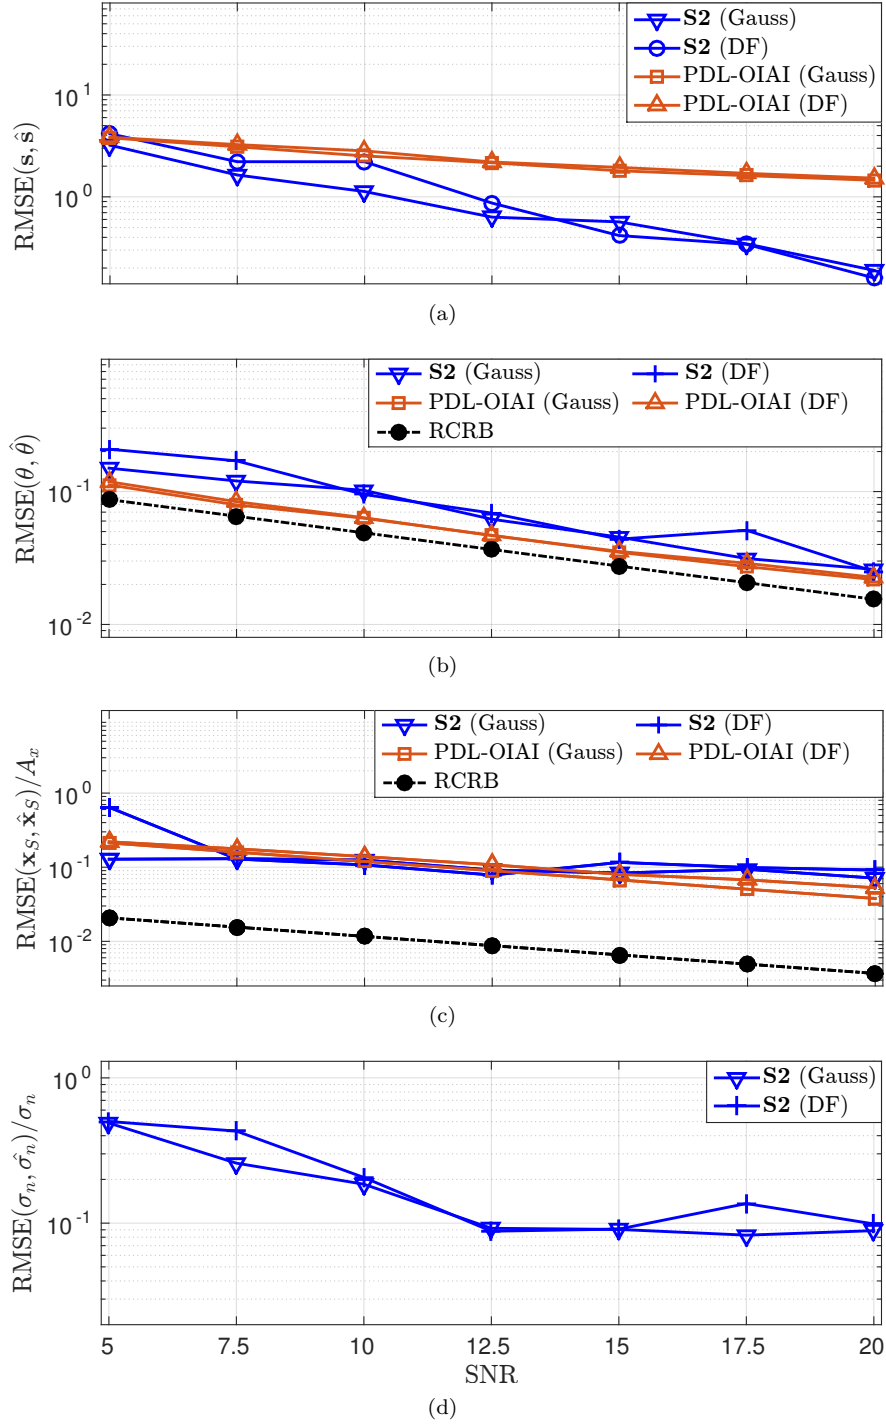 S2 (Gauss)
S2 (DF)
PDL-OIAI (Gauss)
PDL-OIAI (DF)
10^1
10^0
RMSE(s, ŝ)
(a)
S2 (Gauss) S2 (DF)
PDL-OIAI (Gauss) PDL-OIAI (DF)
RCRB
10^-1
10^-2
RMSE(θ, θ̂)
(b)
S2 (Gauss) S2 (DF)
PDL-OIAI (Gauss) PDL-OIAI (DF)
RCRB
10^0
10^-1
10^-2
RMSE(x_S, x̂_S)/A_x
(c)
S2 (Gauss)
S2 (DF)
10^0
10^-1
RMSE(σ_n, σ̂_n)/σ_n
5 7.5 10 12.5 15 17.5 20
SNR
(d)